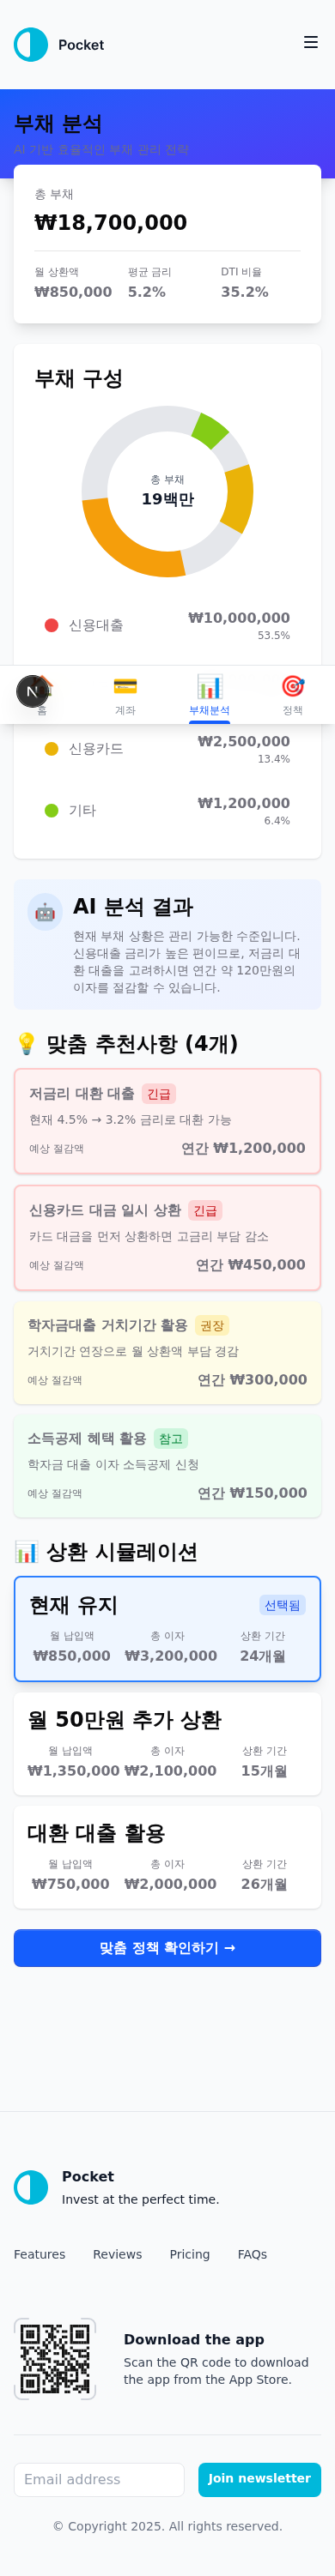 Pocket
부채 분석
AI 기반 효율적인 부채 관리 전략
총 부채
₩18,700,000
월 상환액 평균 금리 DTI 비율
₩850,000 5.2% 35.2%
부채 구성
총 부채
19백만
신용대출 ₩10,000,000
53.5%
N
홈 계좌 부채분석 정책
신용카드 ₩2,500,000
13.4%
기타 ₩1,200,000
6.4%
AI 분석 결과
현재 부채 상황은 관리 가능한 수준입니다.
신용대출 금리가 높은 편이므로, 저금리 대
환 대출을 고려하시면 연간 약 120만원의
이자를 절감할 수 있습니다.
맞춤 추천사항 (4개)
저금리 대환 대출 긴급
현재 4.5% → 3.2% 금리로 대환 가능
예상 절감액 연간 ₩1,200,000
신용카드 대금 일시 상환 긴급
카드 대금을 먼저 상환하면 고금리 부담 감소
예상 절감액 연간 ₩450,000
학자금대출 거치기간 활용 권장
거치기간 연장으로 월 상환액 부담 경감
예상 절감액 연간 ₩300,000
소득공제 혜택 활용 참고
학자금 대출 이자 소득공제 신청
예상 절감액 연간 ₩150,000
상환 시뮬레이션
현재 유지 선택됨
월 납입액 총 이자 상환 기간
₩850,000 ₩3,200,000 24개월
월 50만원 추가 상환
월 납입액 총 이자 상환 기간
₩1,350,000 ₩2,100,000 15개월
대환 대출 활용
월 납입액 총 이자 상환 기간
₩750,000 ₩2,000,000 26개월
맞춤 정책 확인하기 →
Pocket
Invest at the perfect time.
Features Reviews Pricing FAQs
Download the app
Scan the QR code to download
the app from the App Store.
Email address Join newsletter
© Copyright 2025. All rights reserved.